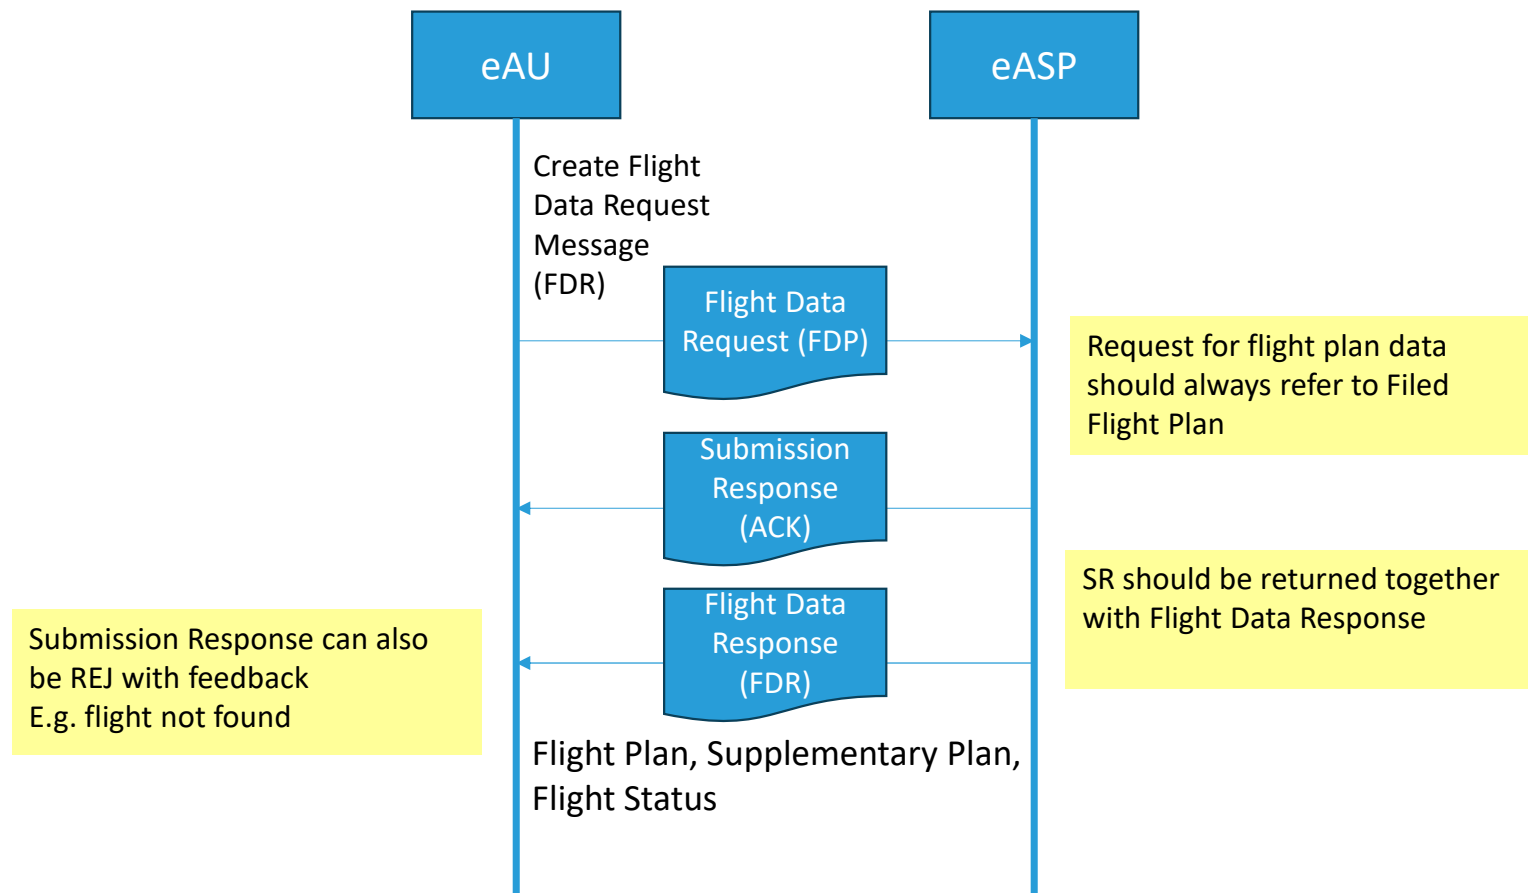 eAU
eASP
Create Flight
Data Request
Message
(FDR)
Flight Data
Request (FDP)
Request for flight plan data
should always refer to Filed
Flight Plan
Submission
Response
(ACK)
SR should be returned together
with Flight Data Response
Flight Data
Response
(FDR)
Submission Response can also
be REJ with feedback
E.g. flight not found
Flight Plan, Supplementary Plan,
Flight Status